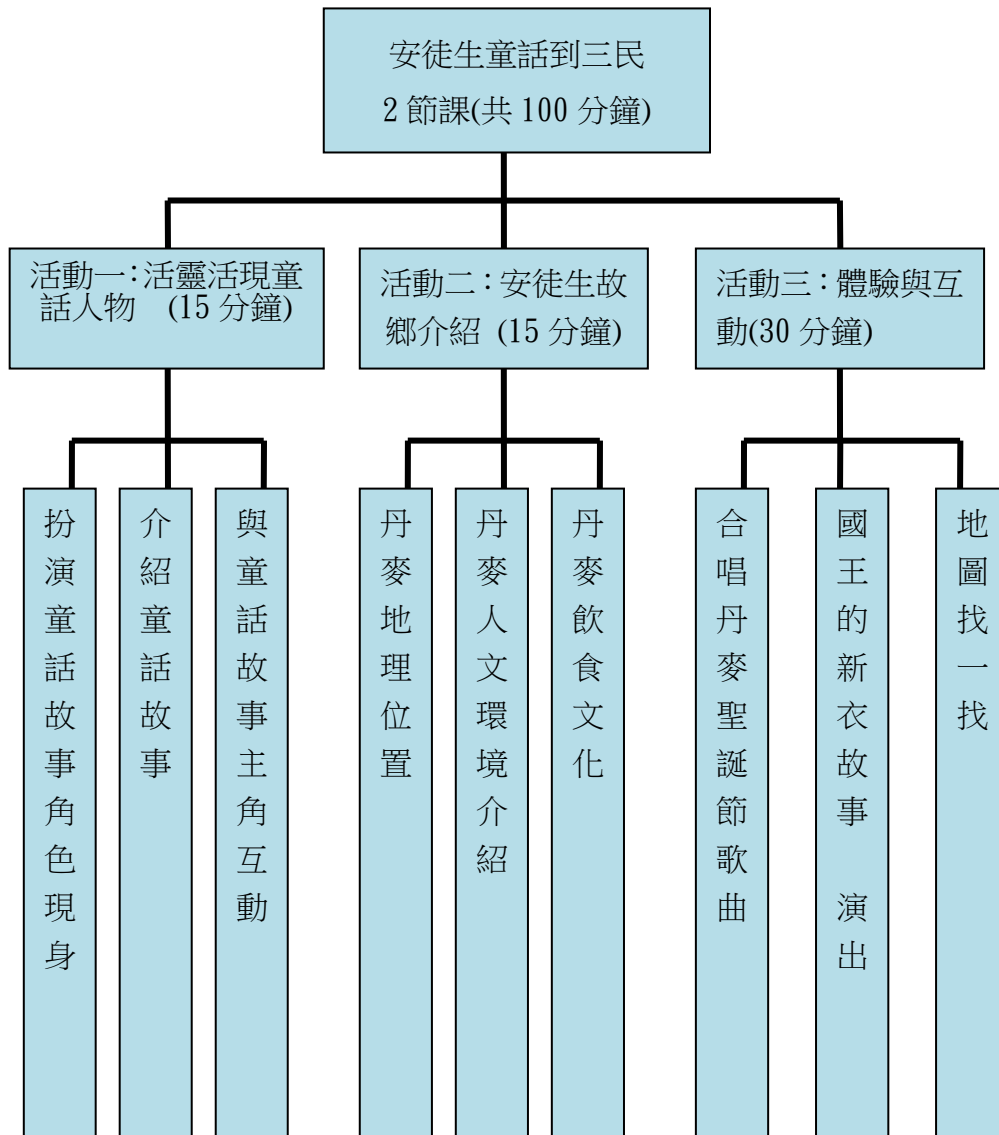 安徒生童話到三民
2 節課(共 100 分鐘)
活動一：活靈活現童
話人物 (15 分鐘)
活動二：安徒生故
鄉介紹 (15 分鐘)
活動三：體驗與互
動(30 分鐘)
扮演童話故事角色現身
介紹童話故事
與童話故事主角互動
丹麥地理位置
丹麥人文環境介紹
丹麥飲食文化
合唱丹麥聖誕節歌曲
國王的新衣故事 演出
地圖找一找